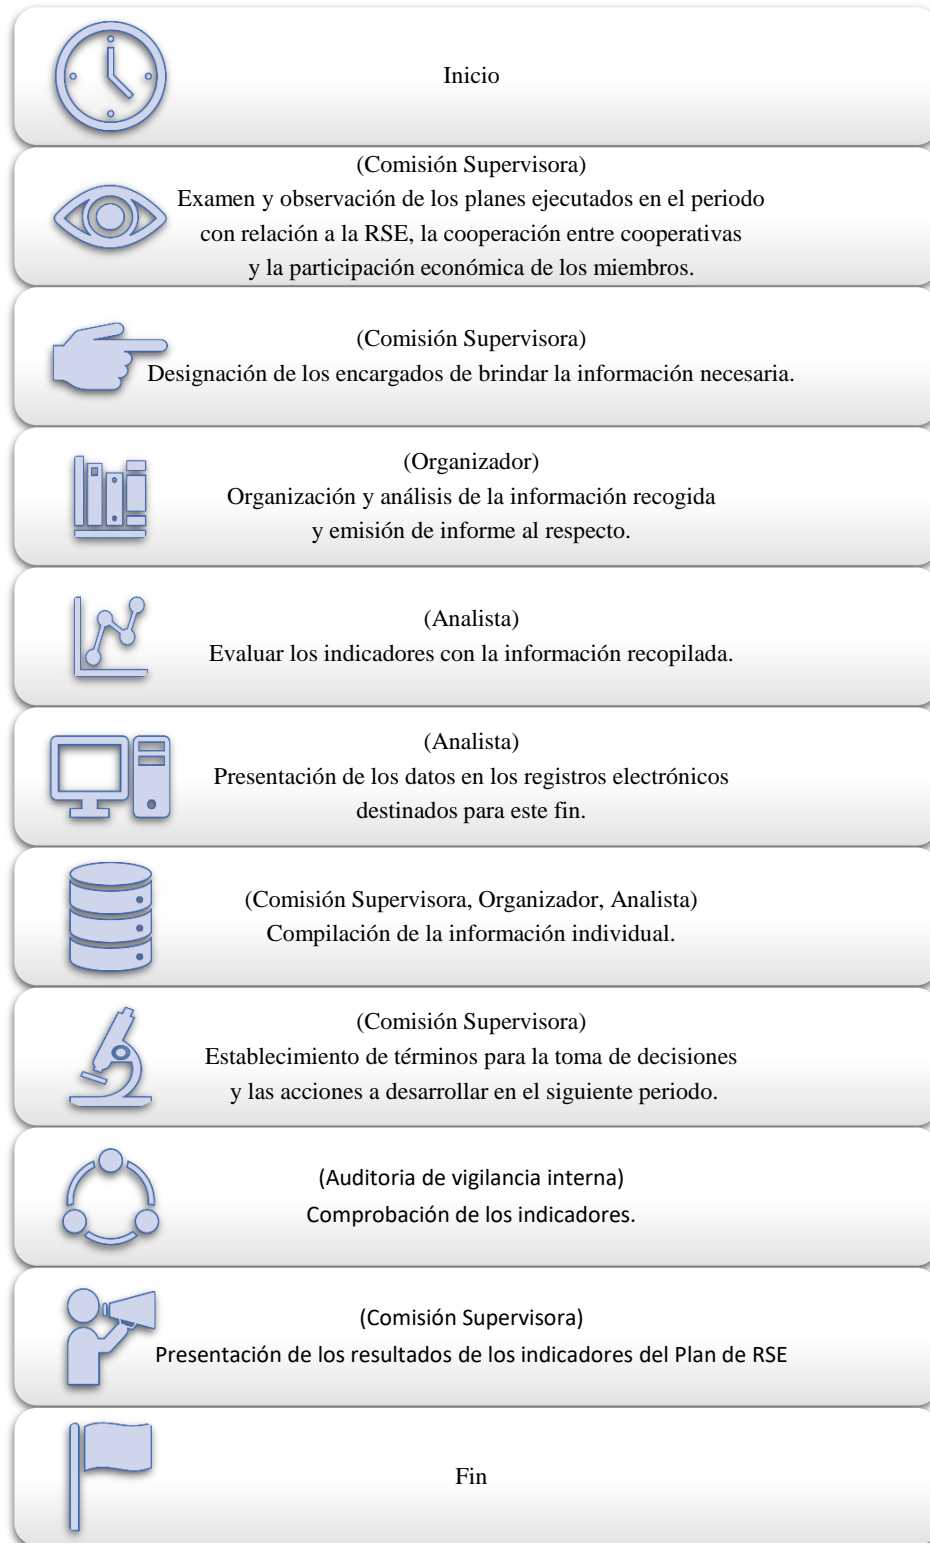 Inicio
(Comisión Supervisora)
Examen y observación de los planes ejecutados en el periodo
con relación a la RSE, la cooperación entre cooperativas
y la participación económica de los miembros.
(Comisión Supervisora)
Designación de los encargados de brindar la información necesaria.
(Organizador)
Organización y análisis de la información recogida
y emisión de informe al respecto.
(Analista)
Evaluar los indicadores con la información recopilada.
(Analista)
Presentación de los datos en los registros electrónicos
destinados para este fin.
(Comisión Supervisora, Organizador, Analista)
Compilación de la información individual.
(Comisión Supervisora)
Establecimiento de términos para la toma de decisiones
y las acciones a desarrollar en el siguiente periodo.
(Auditoria de vigilancia interna)
Comprobación de los indicadores.
(Comisión Supervisora)
Presentación de los resultados de los indicadores del Plan de RSE
Fin